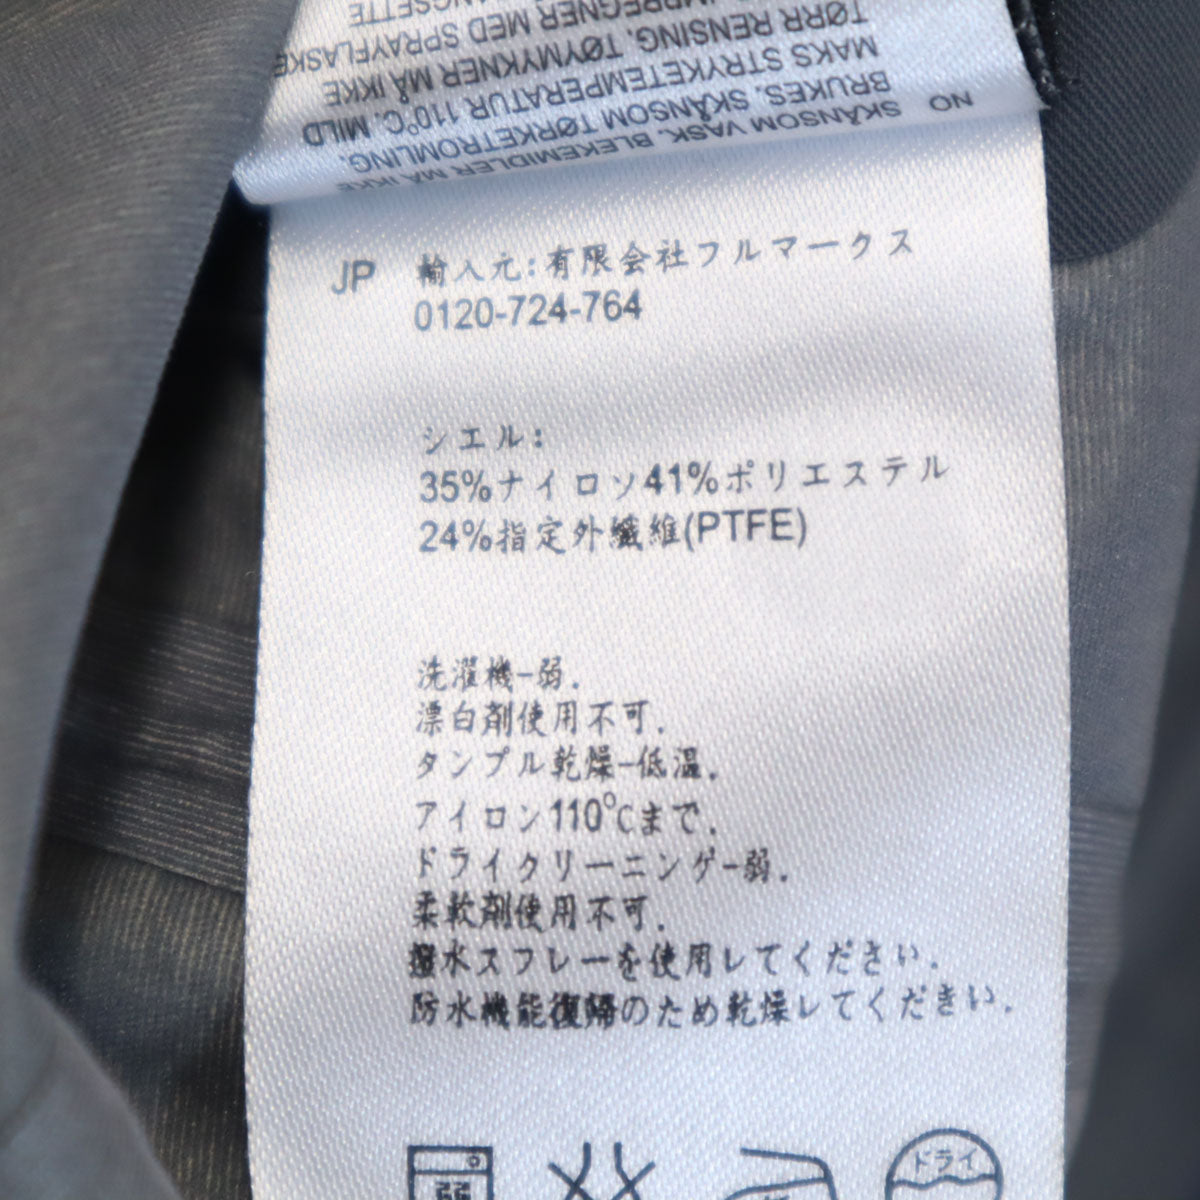 NO
SKÅNSOM VASK. BLEKEMIDLER MÅ IKKE
BRUKES. SKÅNSOM TØRKETROMLING.
MAKS STRYKETEMPERATUR 110°C. MILD
TØRR RENSING. TØYMYKNER MÅ IKKE
IMPREGNER MED SPRAYFLASKE
JP 輸入元:有限会社フルマークス
0120-724-764
シエル:
35%ナイロソ41%ポリエステル
24%指定外繊維(PTFE)
洗濯機-弱.
漂白剤使用不可.
タンプル乾燥-低温.
アイロン110℃まで.
ドライクリーニンゲ-弱.
柔軟剤使用不可.
撥水スフレーを使用してください.
防水機能復帰のため乾燥してください.
弱
ドライ